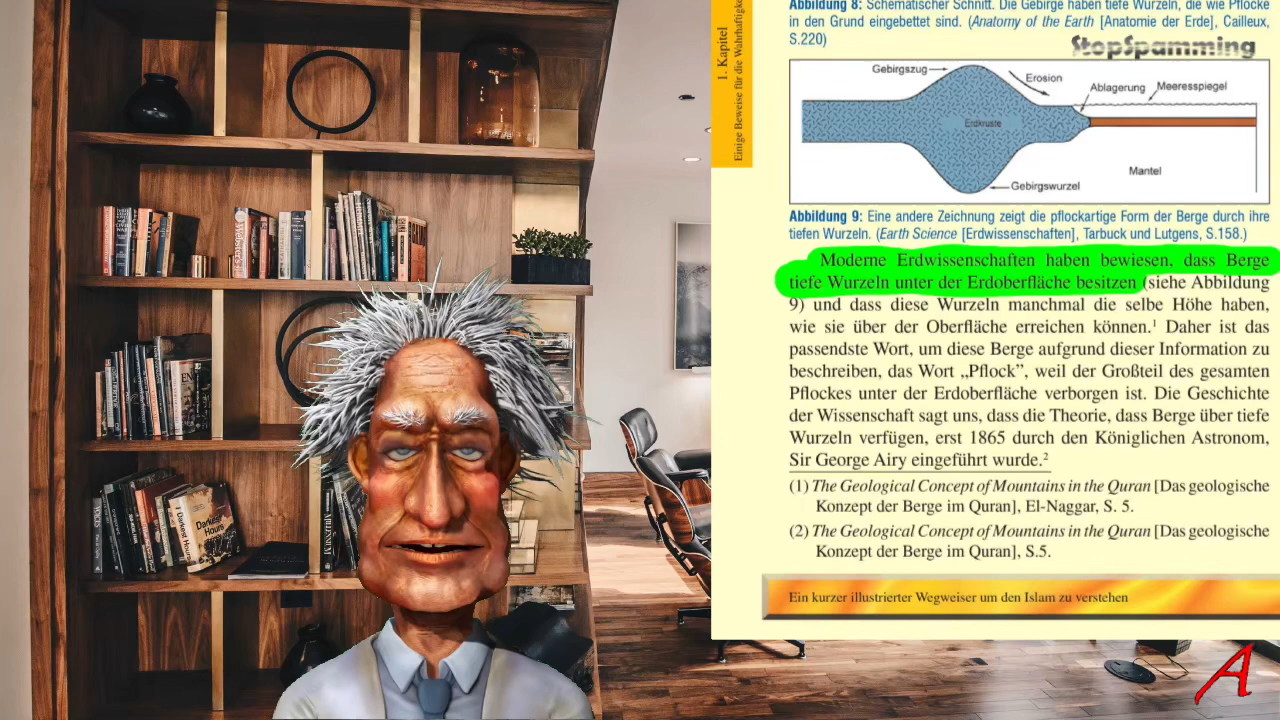 Abbildung 8: Schematischer Schnitt. Die Gebirge haben tiefe Wurzeln, die wie Pflöcke
in den Grund eingebettet sind. (Anatomy of the Earth [Anatomie der Erde], Cailleux,
S.220)
StopSpamming
1. Kapitel
Einige Beweise für die Wahrhaftigke
Gebirgszug
Erosion
Ablagerung
Meeresspiegel
Erdkruste
Mantel
Gebirgswurzel
Abbildung 9: Eine andere Zeichnung zeigt die pflockartige Form der Berge durch ihre
tiefen Wurzeln. (Earth Science [Erdwissenschaften], Tarbuck und Lutgens, S.158.)
Moderne Erdwissenschaften haben bewiesen, dass Berge
tiefe Wurzeln unter der Erdoberfläche besitzen (siehe Abbildung
9) und dass diese Wurzeln manchmal die selbe Höhe haben,
wie sie über der Oberfläche erreichen können.¹ Daher ist das
passendste Wort, um diese Berge aufgrund dieser Information zu
beschreiben, das Wort „Pflock”, weil der Großteil des gesamten
Pflockes unter der Erdoberfläche verborgen ist. Die Geschichte
der Wissenschaft sagt uns, dass die Theorie, dass Berge über tiefe
Wurzeln verfügen, erst 1865 durch den Königlichen Astronom,
Sir George Airy eingeführt wurde.²
(1) The Geological Concept of Mountains in the Quran [Das geologische
Konzept der Berge im Quran], El-Naggar, S. 5.
(2) The Geological Concept of Mountains in the Quran [Das geologische
Konzept der Berge im Quran], S.5.
Ein kurzer illustrierter Wegweiser um den Islam zu verstehen
Darkest
Hours
A